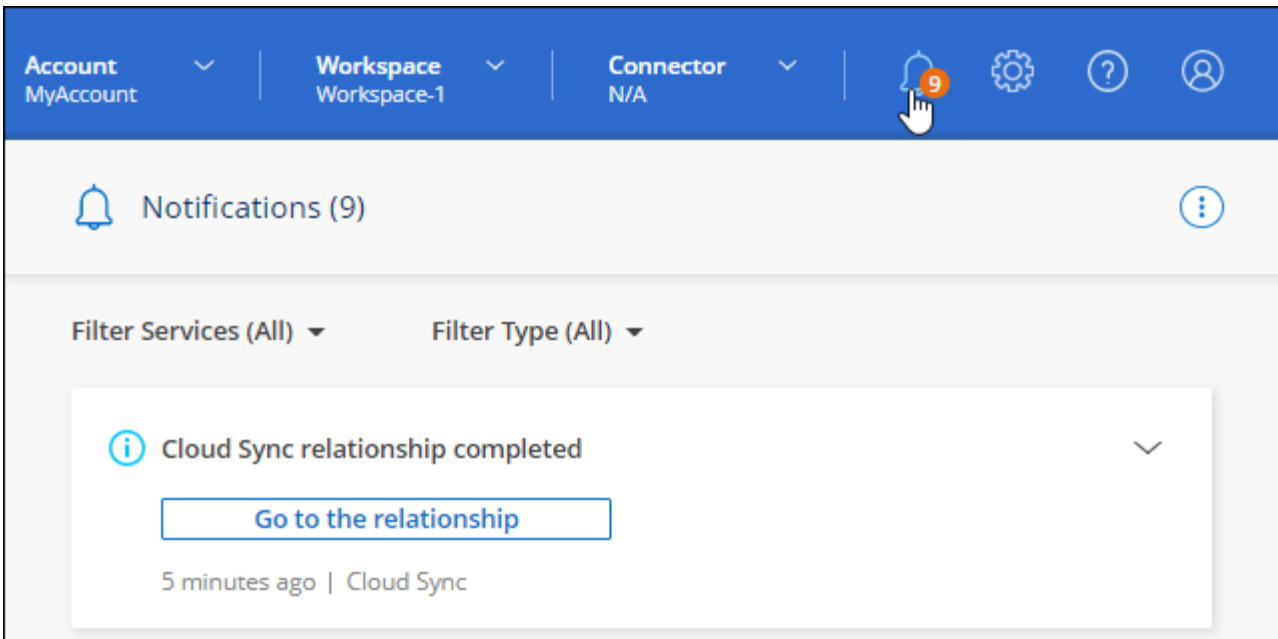 Account
MyAccount
Workspace
Workspace-1
Connector
N/A
9
Notifications (9)
Filter Services (All)
Filter Type (All)
Cloud Sync relationship completed
Go to the relationship
5 minutes ago | Cloud Sync